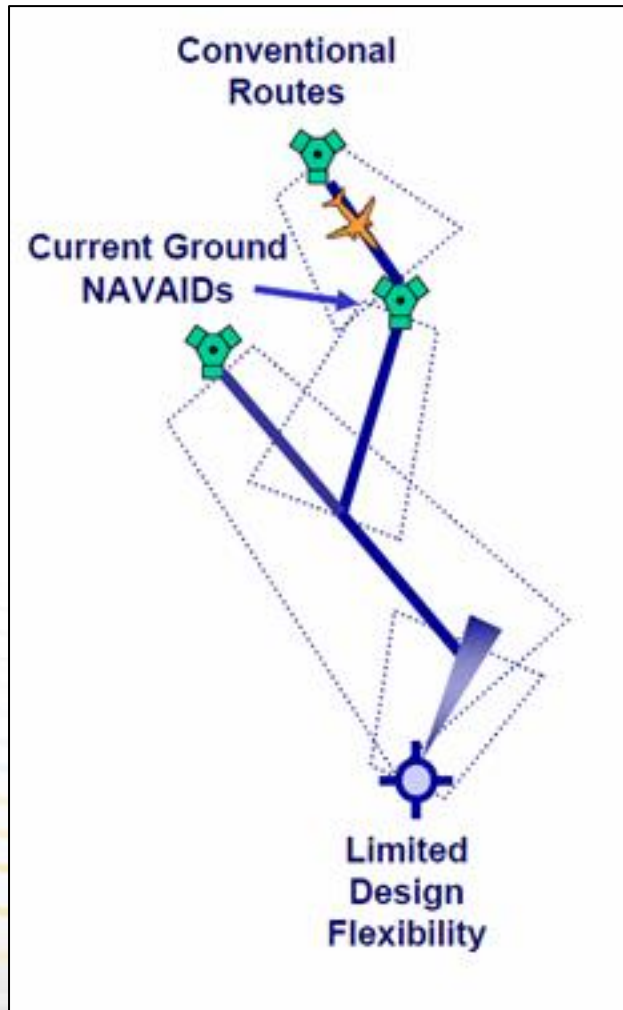 Conventional
Routes
Current Ground
NAVAIDs
Limited
Design
Flexibility